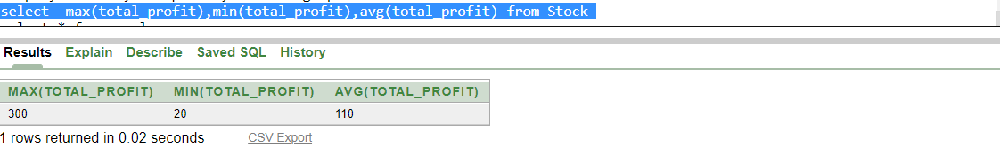 select  max(total_profit),min(total_profit),avg(total_profit) from Stock
Results Explain Describe Saved SQL History
MAX(TOTAL_PROFIT) MIN(TOTAL_PROFIT) AVG(TOTAL_PROFIT)
300 20 110
1 rows returned in 0.02 seconds CSV Export